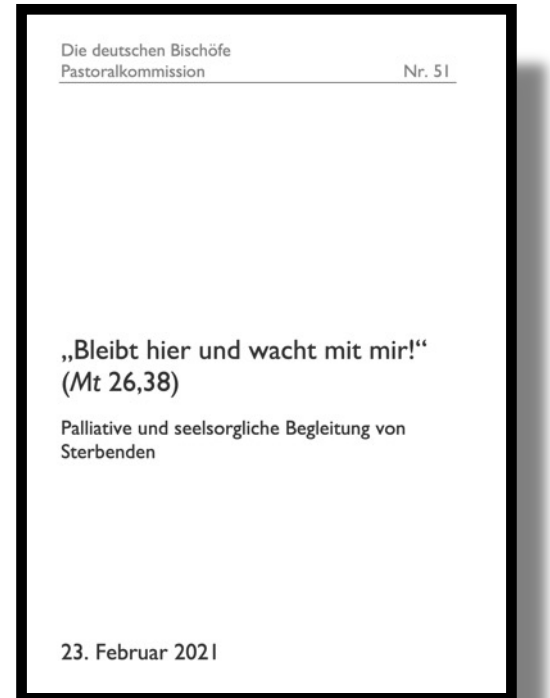 Die deutschen Bischöfe
Pastoralkommission Nr. 51
„Bleibt hier und wacht mit mir!“
(Mt 26,38)
Palliative und seelsorgliche Begleitung von
Sterbenden
23. Februar 2021